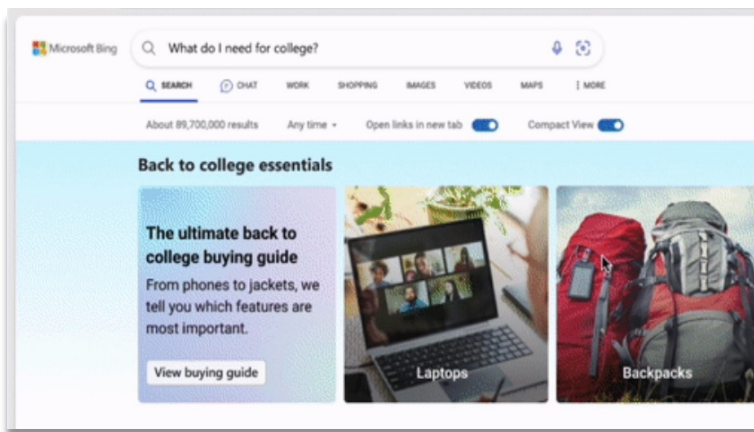 Microsoft Bing
What do I need for college?
SEARCH CHAT WORK SHOPPING IMAGES VIDEOS MAPS MORE
About 89,700,000 results Any time Open links in new tab Compact View
Back to college essentials
The ultimate back to
college buying guide
From phones to jackets, we
tell you which features are
most important.
View buying guide
Laptops
Backpacks